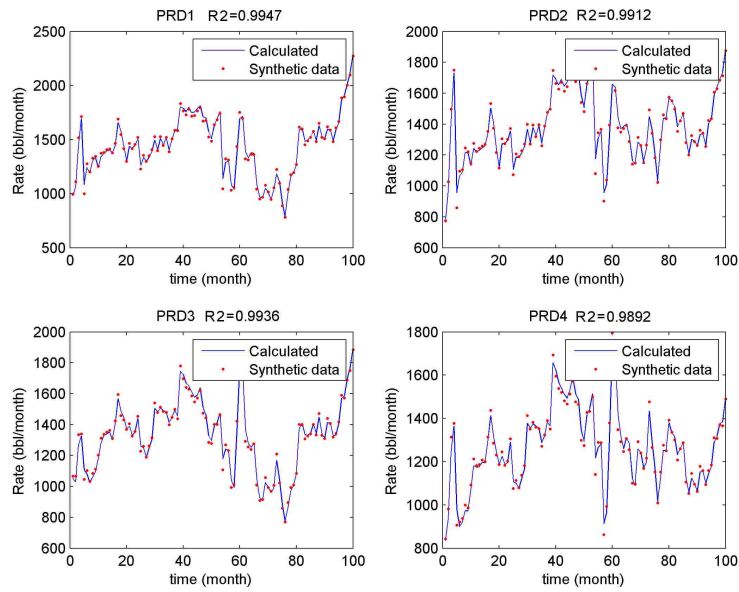 PRD1 R2=0.9947
2500
2000
1500
1000
500
Rate (bbl/month)
Calculated
Synthetic data
0 20 40 60 80 100
time (month)
PRD2 R2=0.9912
2000
1800
1600
1400
1200
1000
800
600
Rate (bbl/month)
Calculated
Synthetic data
0 20 40 60 80 100
time (month)
PRD3 R2=0.9936
2000
1800
1600
1400
1200
1000
800
600
Rate (bbl/month)
Calculated
Synthetic data
0 20 40 60 80 100
time (month)
PRD4 R2=0.9892
1800
1600
1400
1200
1000
800
Rate (bbl/month)
Calculated
Synthetic data
0 20 40 60 80 100
time (month)